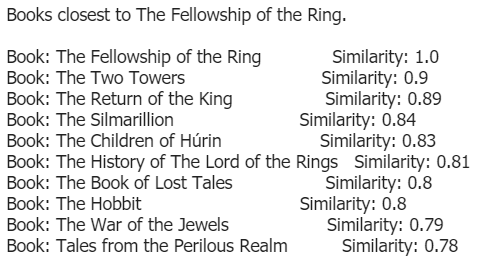 Books closest to The Fellowship of the Ring.
Book: The Fellowship of the Ring Similarity: 1.0
Book: The Two Towers Similarity: 0.9
Book: The Return of the King Similarity: 0.89
Book: The Silmarillion Similarity: 0.84
Book: The Children of Húrin Similarity: 0.83
Book: The History of The Lord of the Rings Similarity: 0.81
Book: The Book of Lost Tales Similarity: 0.8
Book: The Hobbit Similarity: 0.8
Book: The War of the Jewels Similarity: 0.79
Book: Tales from the Perilous Realm Similarity: 0.78